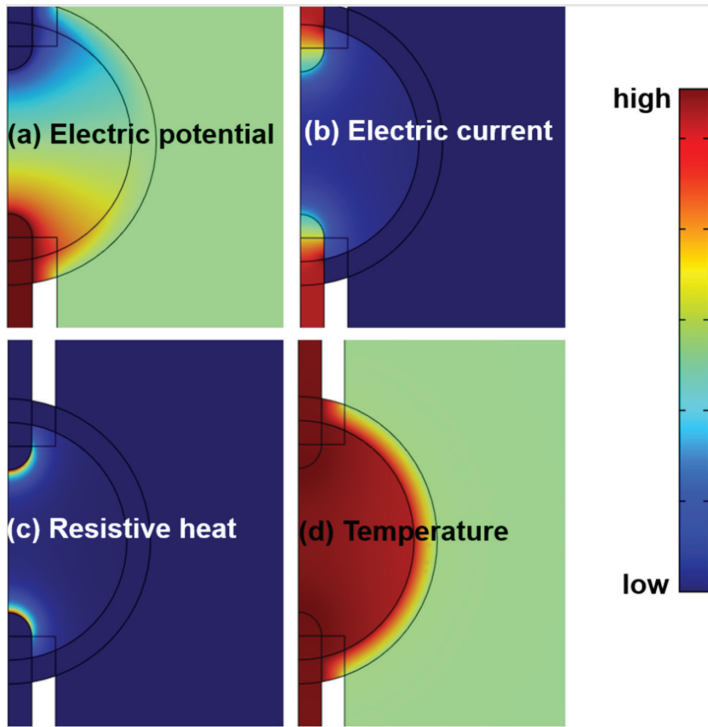 (a) Electric potential
(b) Electric current
high
(c) Resistive heat
(d) Temperature
low